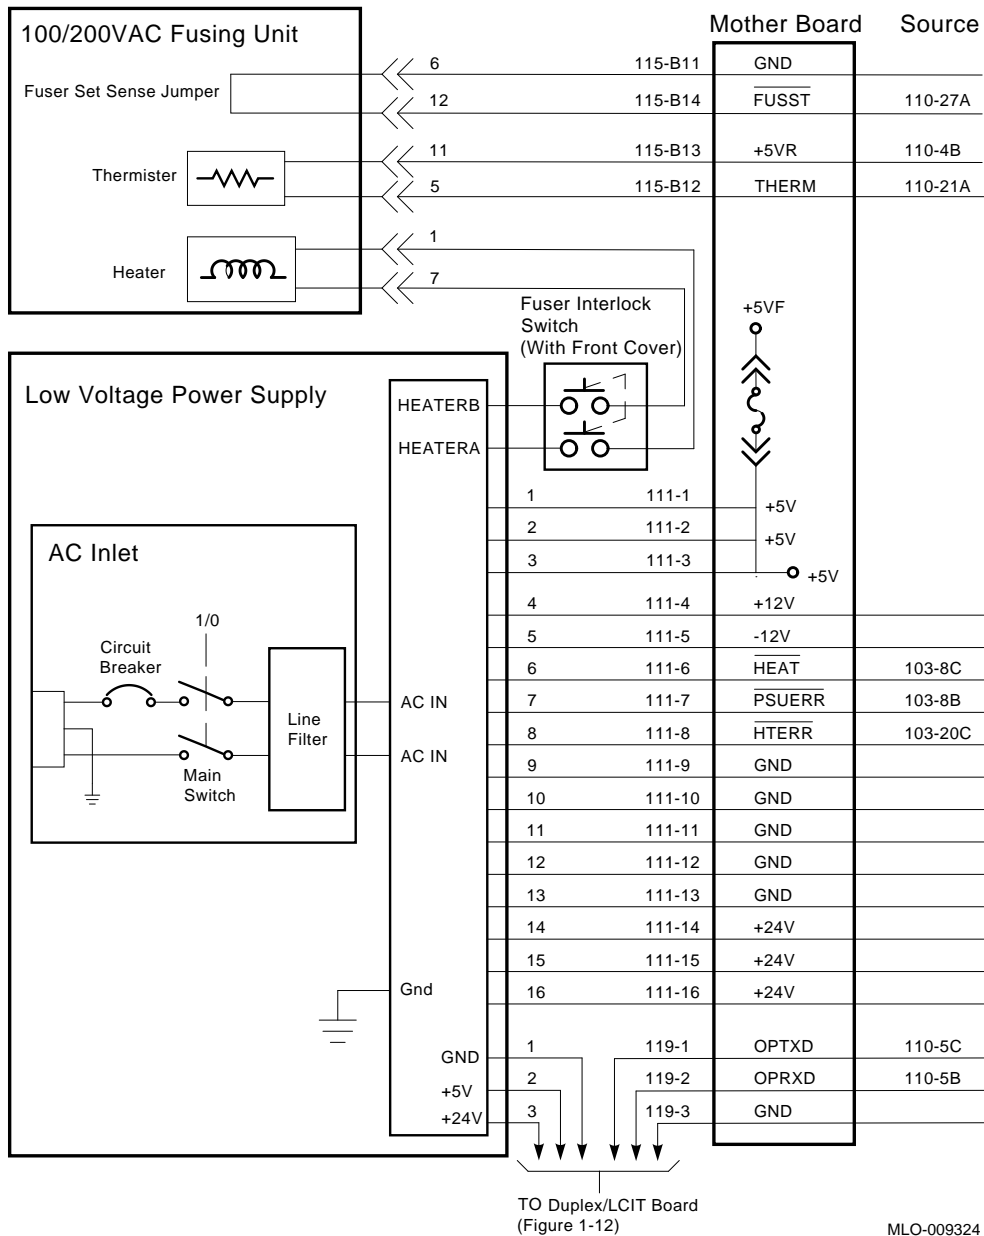 Mother Board Source
100/200VAC Fusing Unit
6 115-B11 GND
Fuser Set Sense Jumper
12 115-B14 FUSST 110-27A
11 115-B13 +5VR 110-4B
Thermister
5 115-B12 THERM 110-21A
1
Heater
7
Fuser Interlock
Switch
(With Front Cover)
+5VF
Low Voltage Power Supply
HEATERB
HEATERA
1 111-1 +5V
2 111-2 +5V
3 111-3 +5V
AC Inlet
4 111-4 +12V
1/0
5 111-5 -12V
Circuit
Breaker
6 111-6 HEAT 103-8C
AC IN
7 111-7 PSUERR 103-8B
Line
Filter
8 111-8 HTERR 103-20C
AC IN
9 111-9 GND
Main
Switch
10 111-10 GND
11 111-11 GND
12 111-12 GND
13 111-13 GND
14 111-14 +24V
15 111-15 +24V
Gnd
16 111-16 +24V
GND 1 119-1 OPTXD 110-5C
+5V 2 119-2 OPRXD 110-5B
+24V 3 119-3 GND
TO Duplex/LCIT Board
(Figure 1-12)
MLO-009324